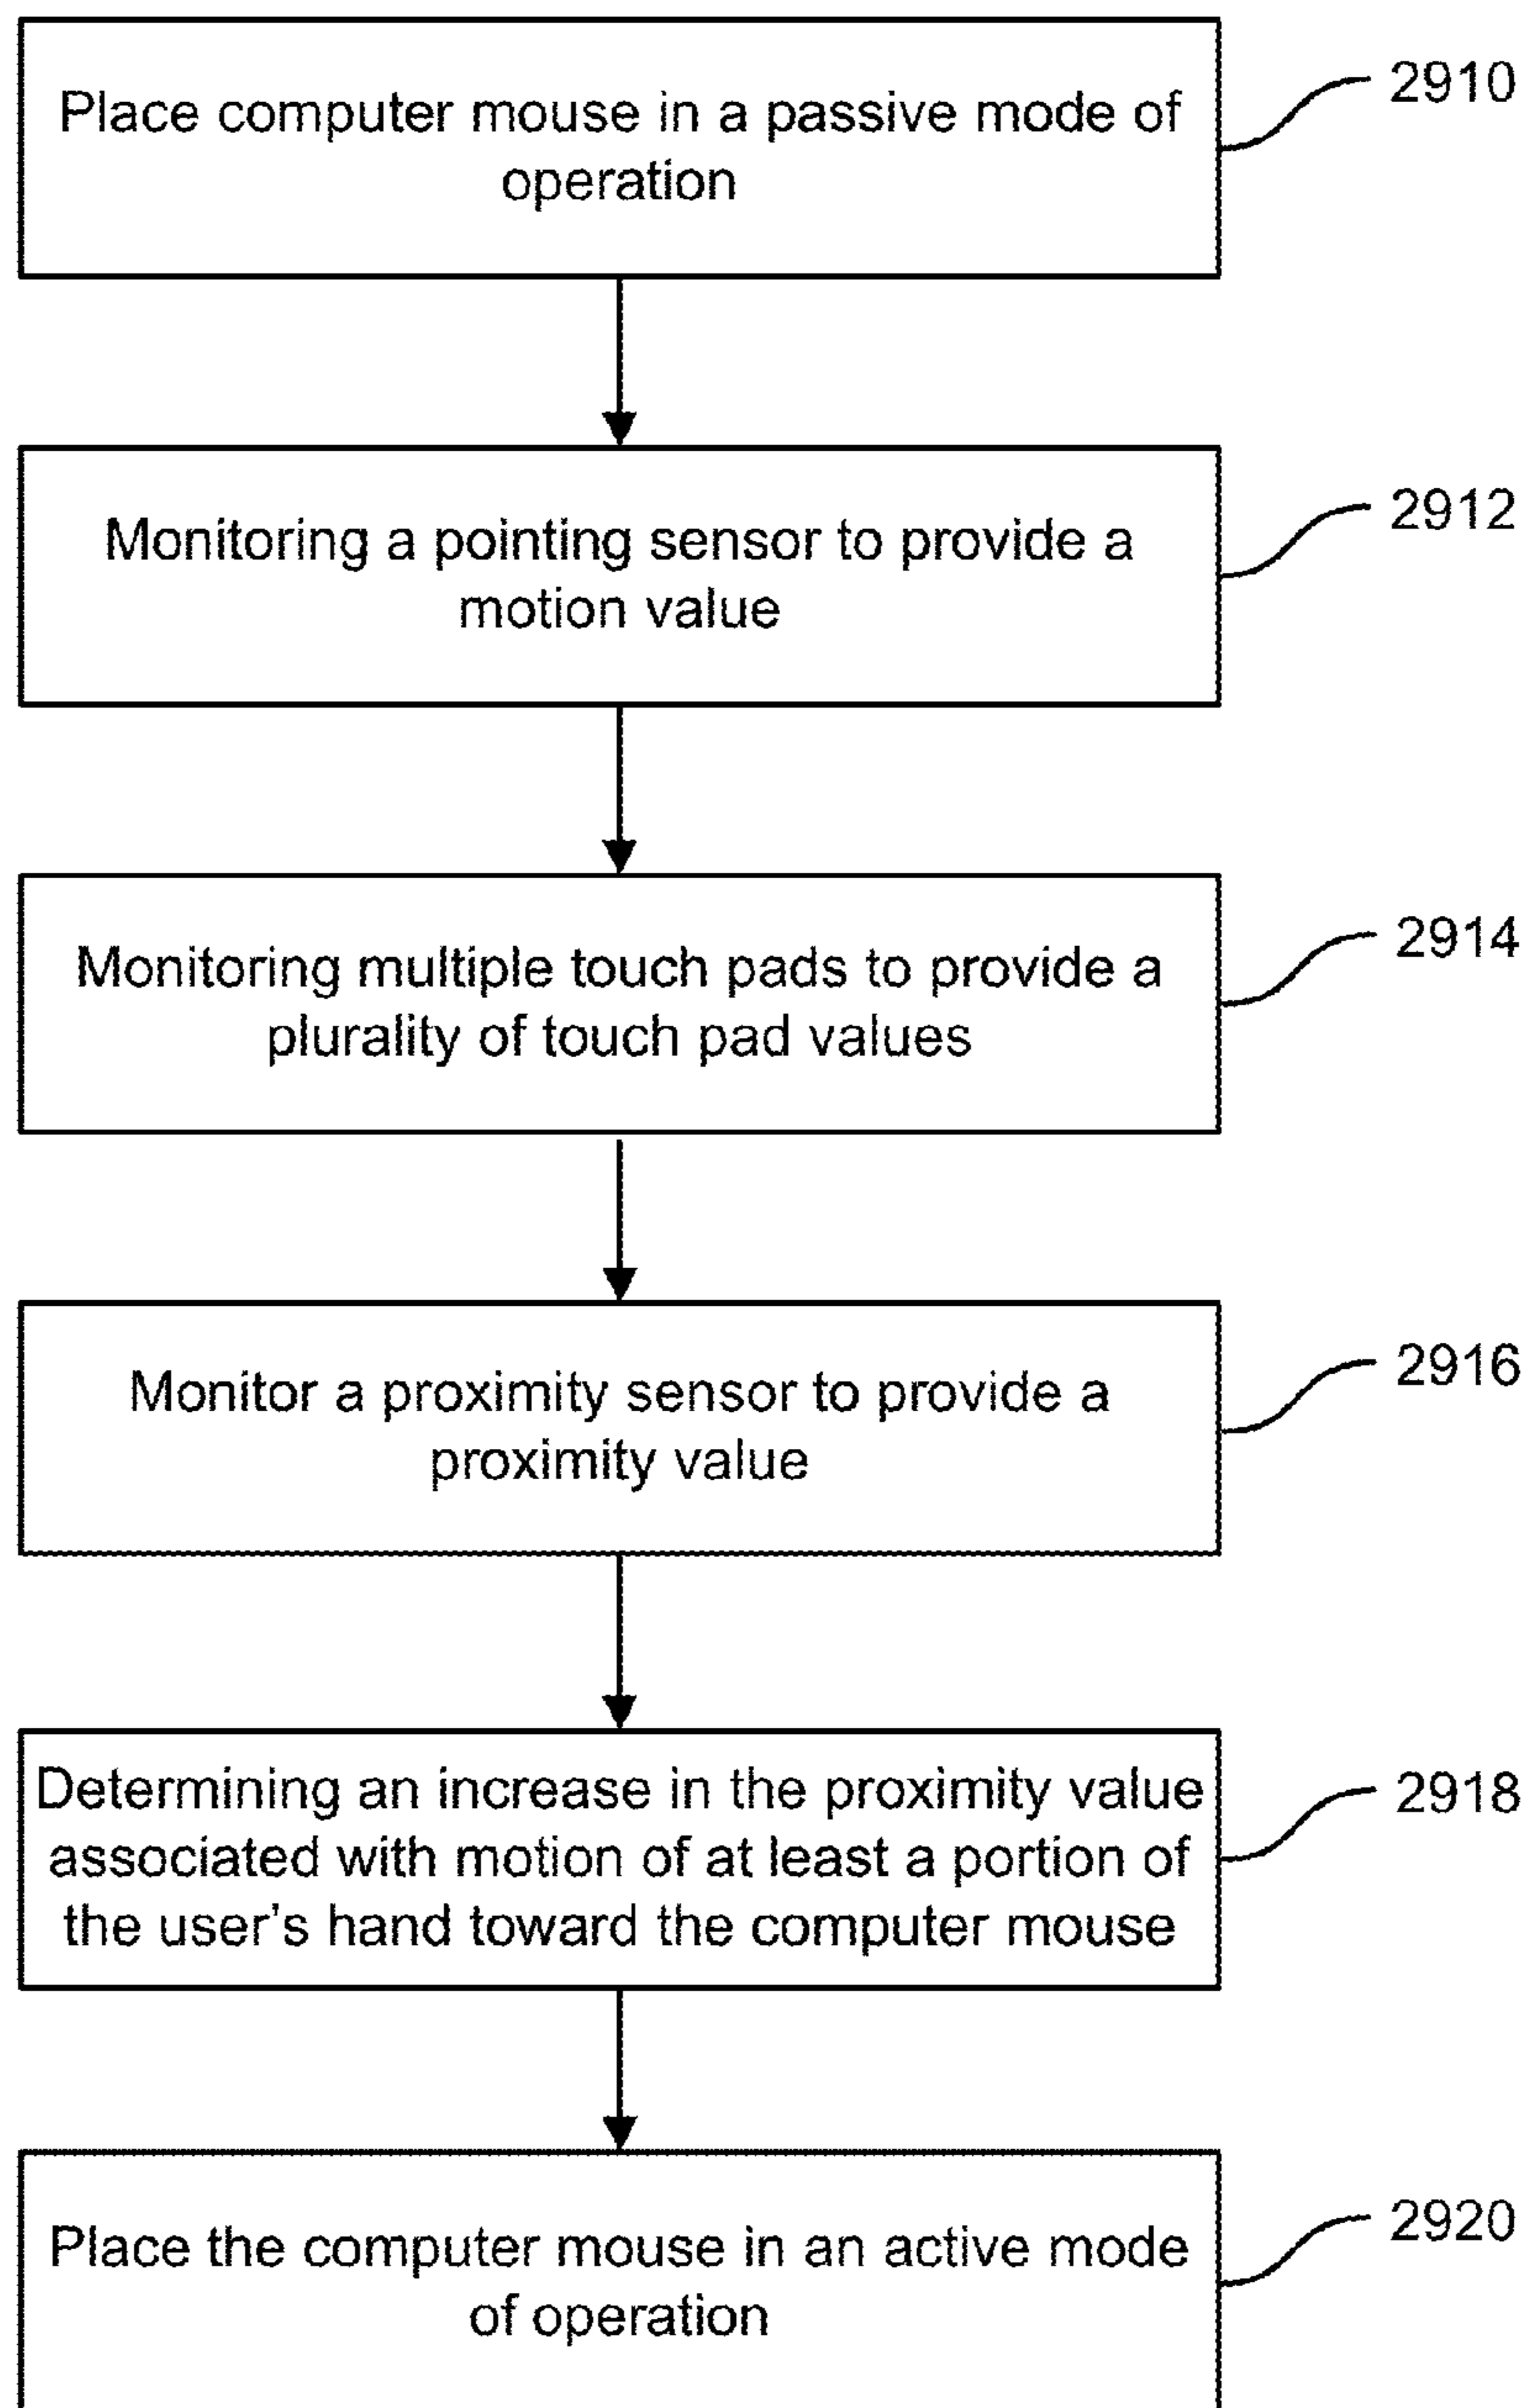 Place computer mouse in a passive mode of
operation
2910
Monitoring a pointing sensor to provide a
motion value
2912
Monitoring multiple touch pads to provide a
plurality of touch pad values
2914
Monitor a proximity sensor to provide a
proximity value
2916
Determining an increase in the proximity value
associated with motion of at least a portion of
the user's hand toward the computer mouse
2918
Place the computer mouse in an active mode
of operation
2920